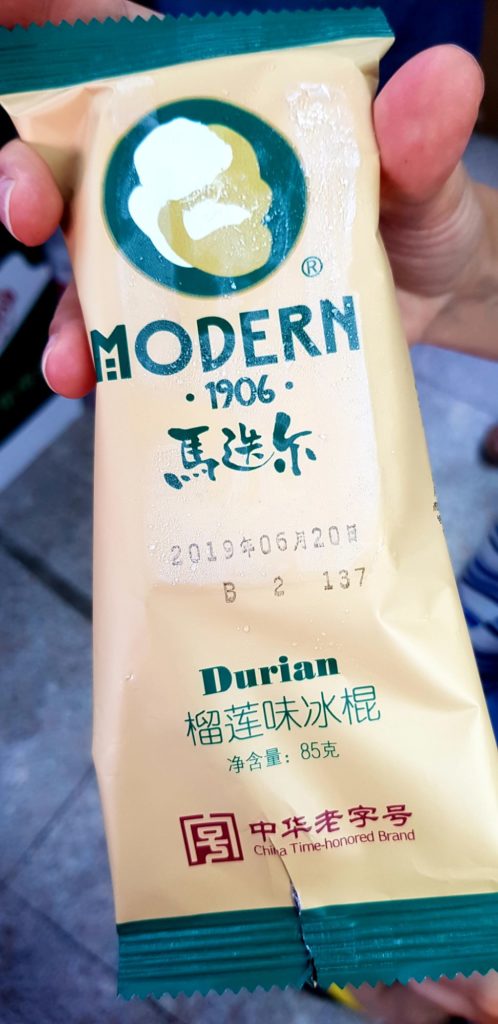 ®
MODERN
·1906·
馬迭尔
2019年06月20日
B 2 137
Durian
榴莲味冰棍
净含量：85克
中华老字号
China Time-honored Brand